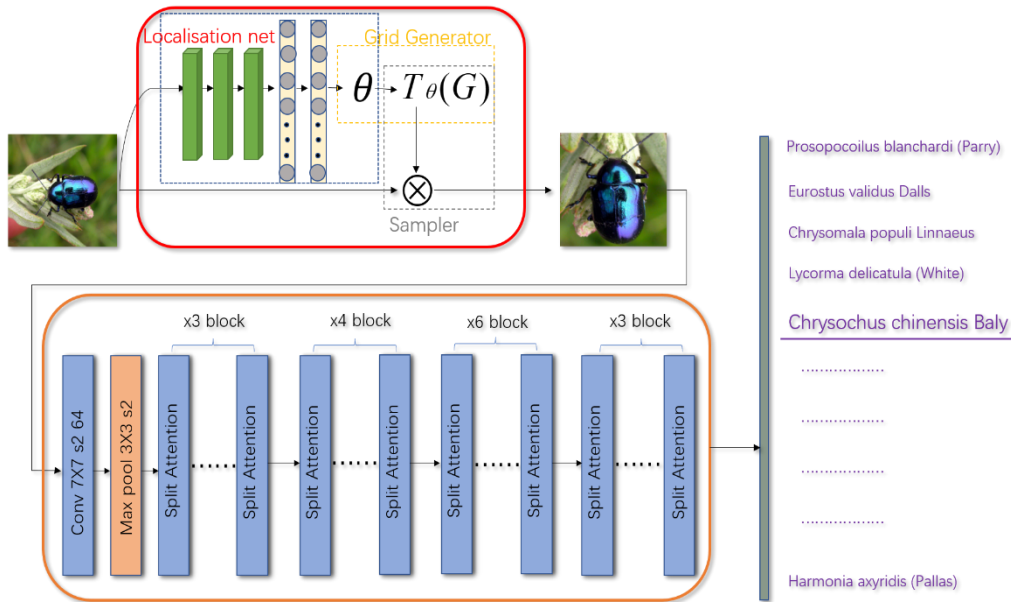 Localisation net
Grid Generator
θ
Tθ(G)
Sampler
Prosopocoilus blanchardi (Parry)
Eurostus validus Dalls
Chrysomala populi Linnaeus
Lycorma delicatula (White)
Chrysochus chinensis Baly
..................
..................
..................
..................
Harmonia axyridis (Pallas)
x3 block
x4 block
x6 block
x3 block
Conv 7X7 s2 64
Max pool 3X3 s2
Split Attention
Split Attention
Split Attention
Split Attention
Split Attention
Split Attention
Split Attention
Split Attention